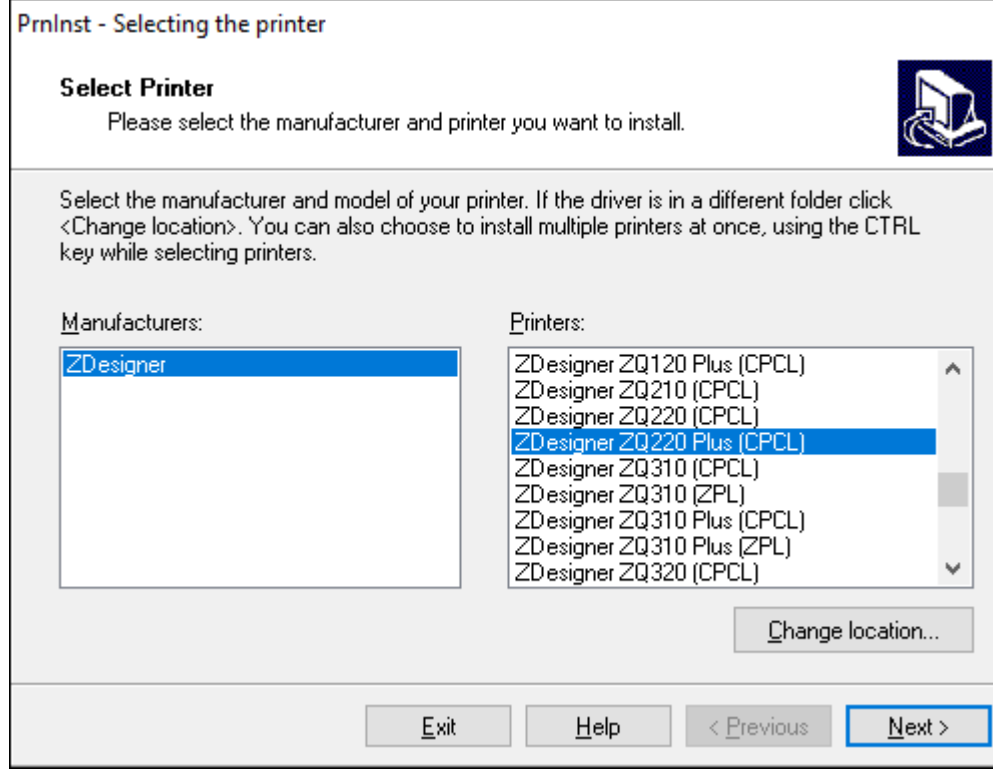 PrnInst - Selecting the printer
Select Printer
Please select the manufacturer and printer you want to install.
Select the manufacturer and model of your printer. If the driver is in a different folder click
<Change location>. You can also choose to install multiple printers at once, using the CTRL
key while selecting printers.
Manufacturers:
ZDesigner
Printers:
ZDesigner ZQ120 Plus (CPCL)
ZDesigner ZQ210 (CPCL)
ZDesigner ZQ220 (CPCL)
ZDesigner ZQ220 Plus (CPCL)
ZDesigner ZQ310 (CPCL)
ZDesigner ZQ310 (ZPL)
ZDesigner ZQ310 Plus (CPCL)
ZDesigner ZQ310 Plus (ZPL)
ZDesigner ZQ320 (CPCL)
Change location...
Exit
Help
< Previous
Next >